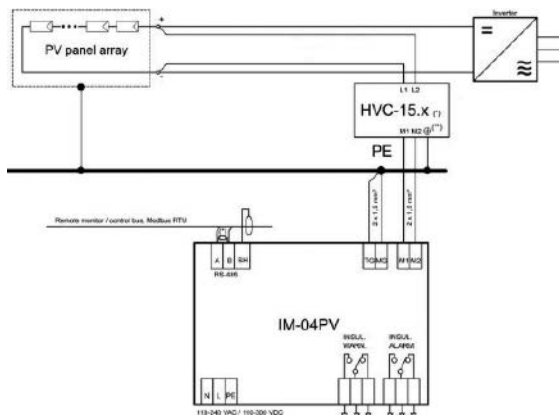 Inverter
+
PV panel array
-
L1 L2
HVC-15.x (*)
M1 M2 (**)
PE
Remote monitor / control bus, Modbus RTU
2 x 1,5 mm²
2 x 1,5 mm²
A B SH
RS-485
TC MC
M1 M2
IM-04PV
INSUL. WARN.
INSUL. ALARM
N L PE
110-240 VAC / 110-300 VDC